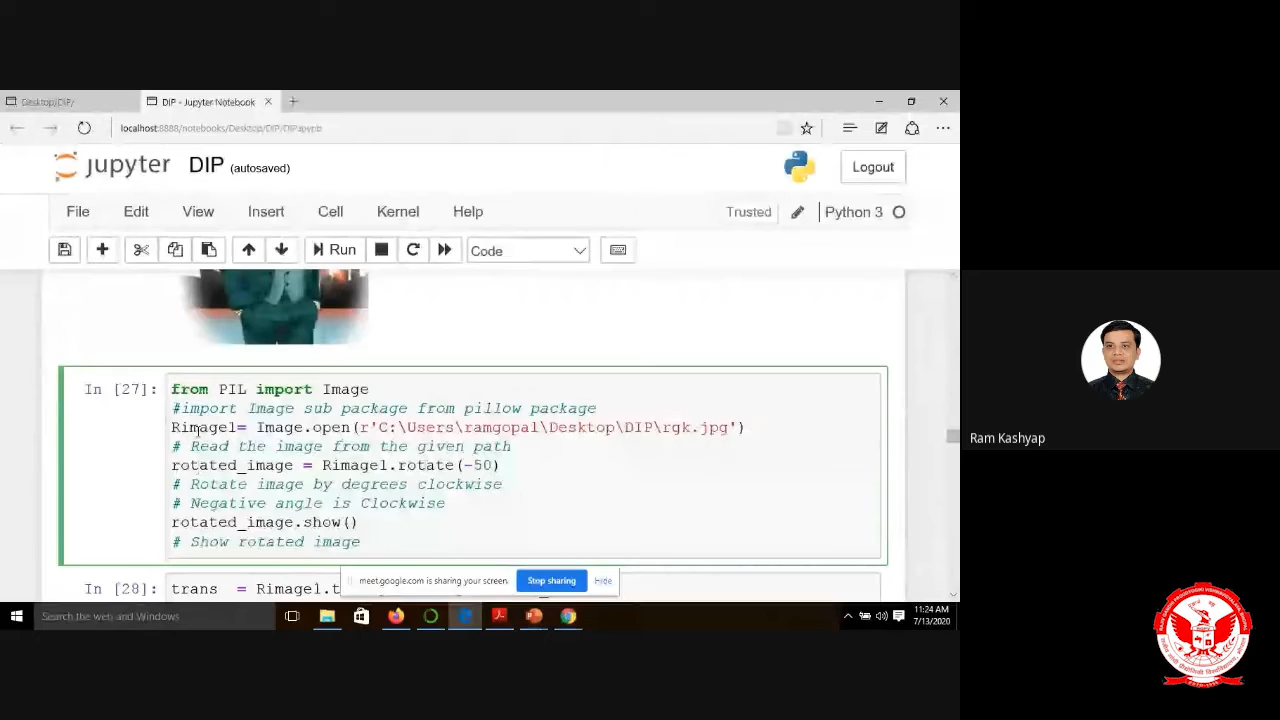 Desktop/DIP/
DIP - Jupyter Notebook
localhost:8888/notebooks/Desktop/DIP/DIP.ipynb
jupyter DIP (autosaved)
Logout
File Edit View Insert Cell Kernel Help
Trusted Python 3
Run Code
In [27]: from PIL import Image
#import Image sub package from pillow package
Rimage1= Image.open(r'C:\Users\ramgopal\Desktop\DIP\rgk.jpg')
# Read the image from the given path
rotated_image = Rimage1.rotate(-50)
# Rotate image by degrees clockwise
# Negative angle is Clockwise
rotated_image.show()
# Show rotated image
meet.google.com is sharing your screen. Stop sharing Hide
In [28]: trans = Rimage1.t
Search the web and Windows
11:24 AM
7/13/2020
Ram Kashyap